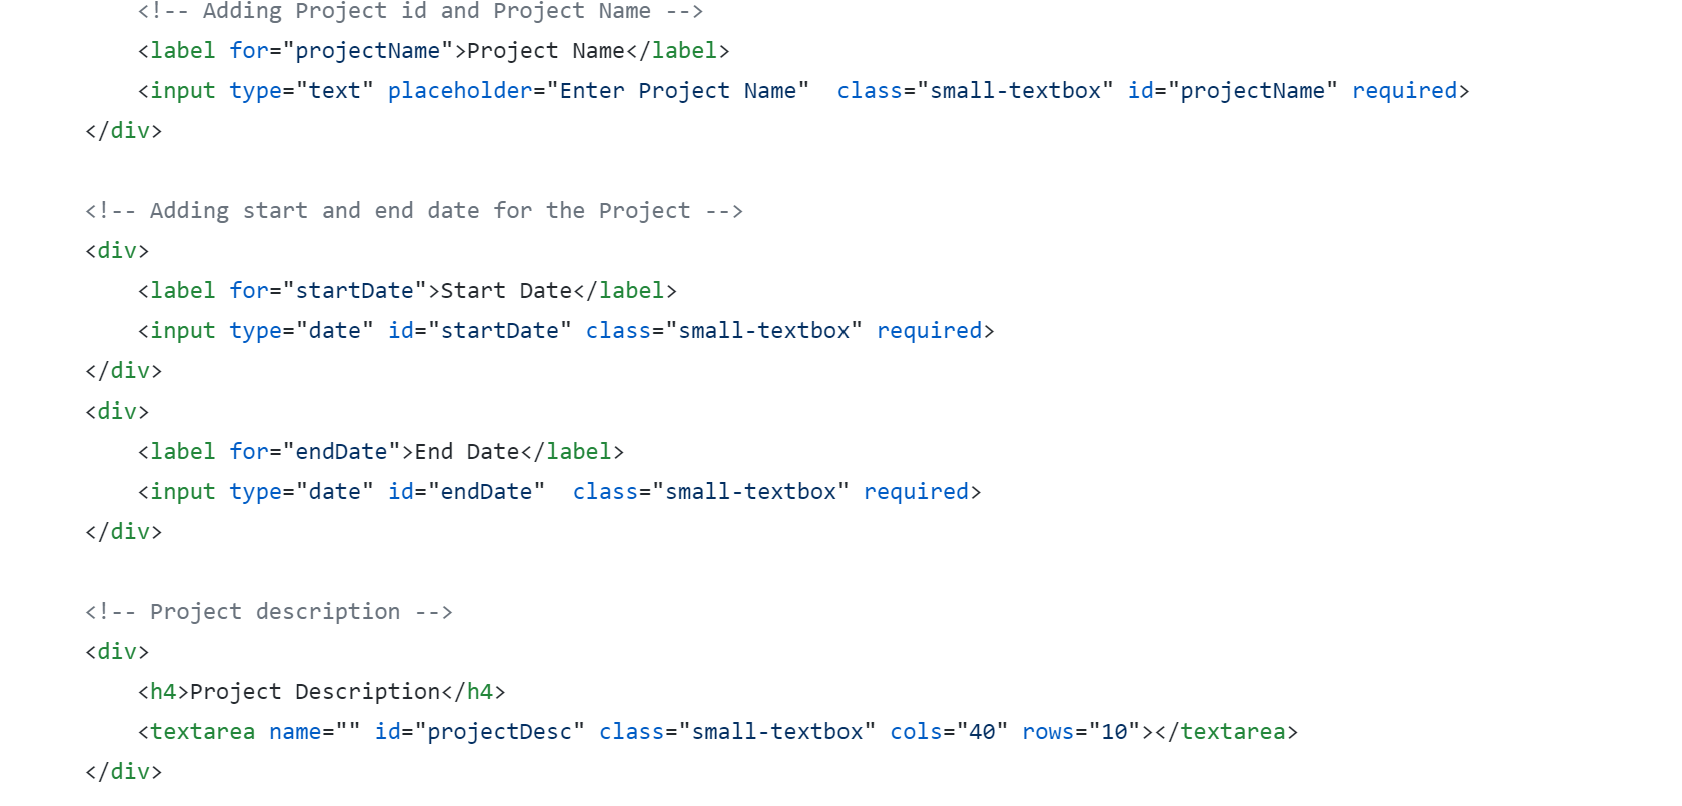 <!-- Adding Project id and Project Name -->
<label for="projectName">Project Name</label>
<input type="text" placeholder="Enter Project Name"  class="small-textbox" id="projectName" required>
</div>
<!-- Adding start and end date for the Project -->
<div>
<label for="startDate">Start Date</label>
<input type="date" id="startDate" class="small-textbox" required>
</div>
<div>
<label for="endDate">End Date</label>
<input type="date" id="endDate"  class="small-textbox" required>
</div>
<!-- Project description -->
<div>
<h4>Project Description</h4>
<textarea name="" id="projectDesc" class="small-textbox" cols="40" rows="10"></textarea>
</div>